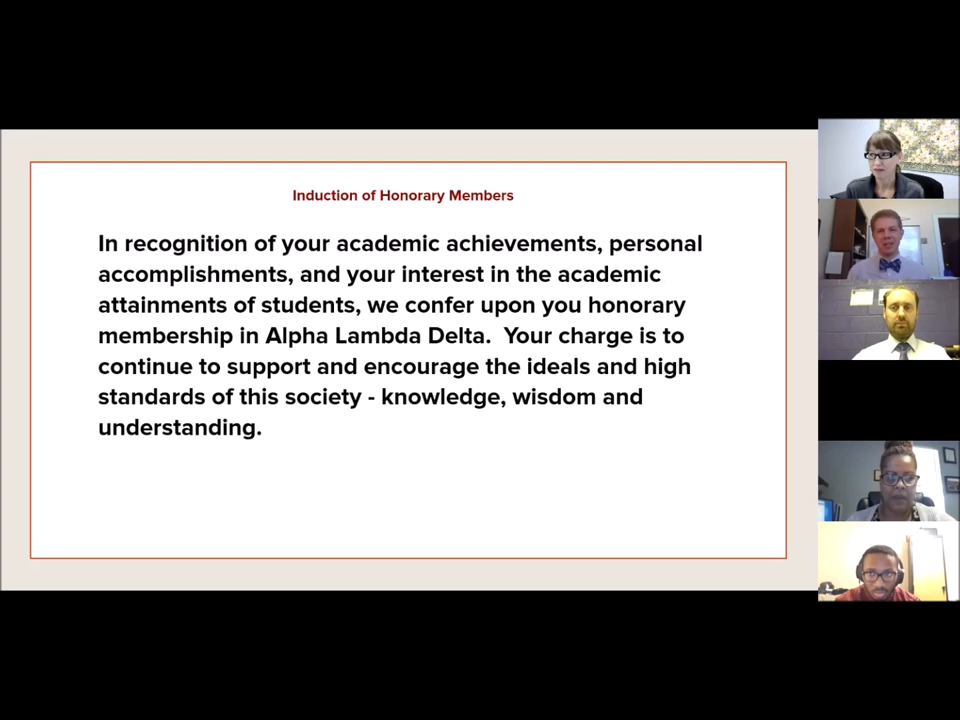 Induction of Honorary Members
In recognition of your academic achievements, personal
accomplishments, and your interest in the academic
attainments of students, we confer upon you honorary
membership in Alpha Lambda Delta.  Your charge is to
continue to support and encourage the ideals and high
standards of this society - knowledge, wisdom and
understanding.